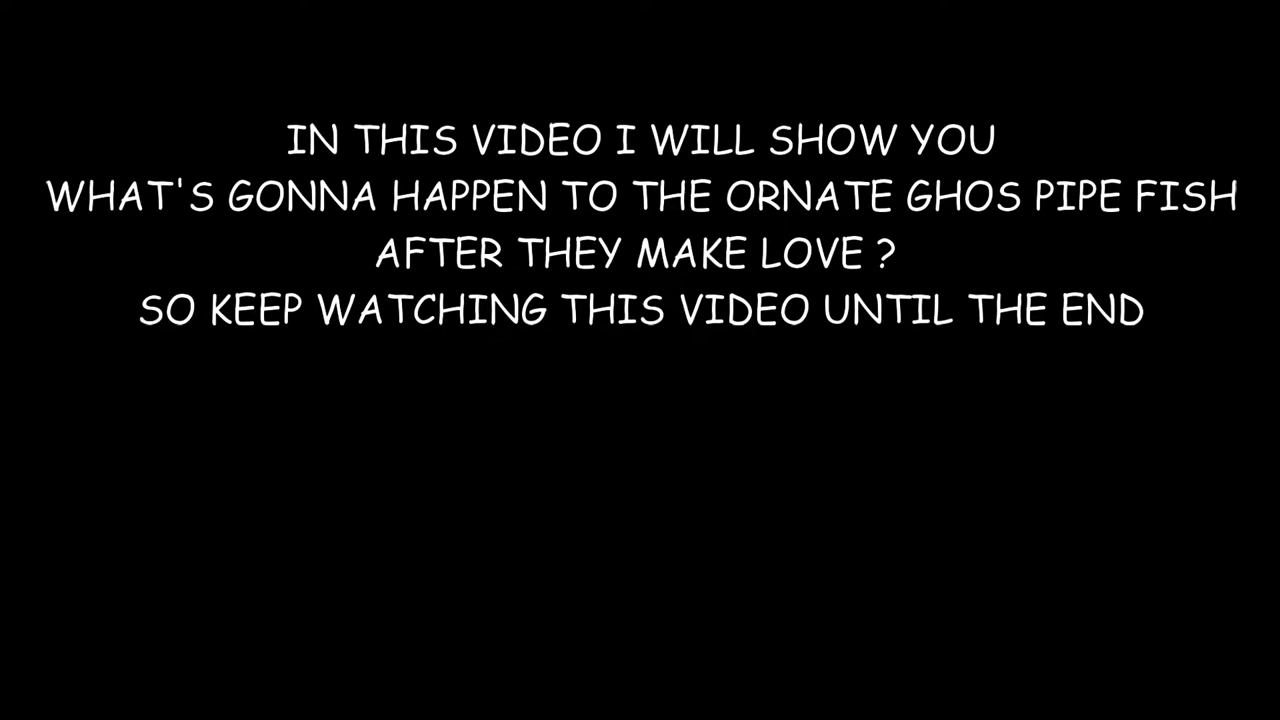 IN THIS VIDEO I WILL SHOW YOU
WHAT'S GONNA HAPPEN TO THE ORNATE GHOS PIPE FISH
AFTER THEY MAKE LOVE ?
SO KEEP WATCHING THIS VIDEO UNTIL THE END